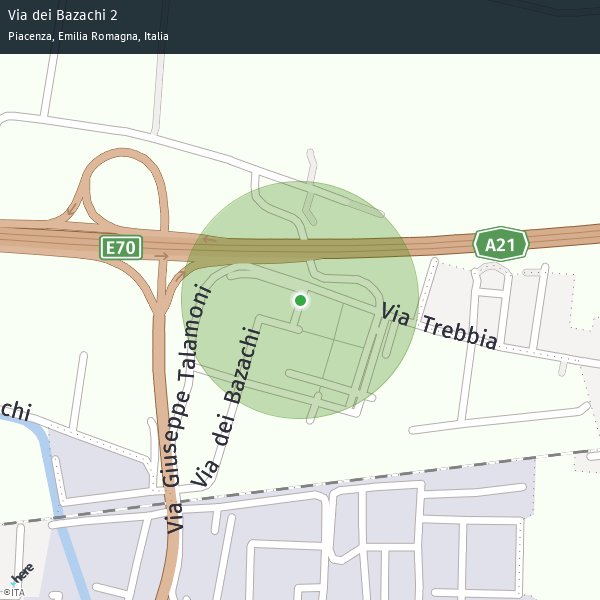 Via dei Bazachi 2
Piacenza, Emilia Romagna, Italia
E70
A21
Via Trebbia
Via Giuseppe Talamoni
Via dei Bazachi
chi
here
©ITA